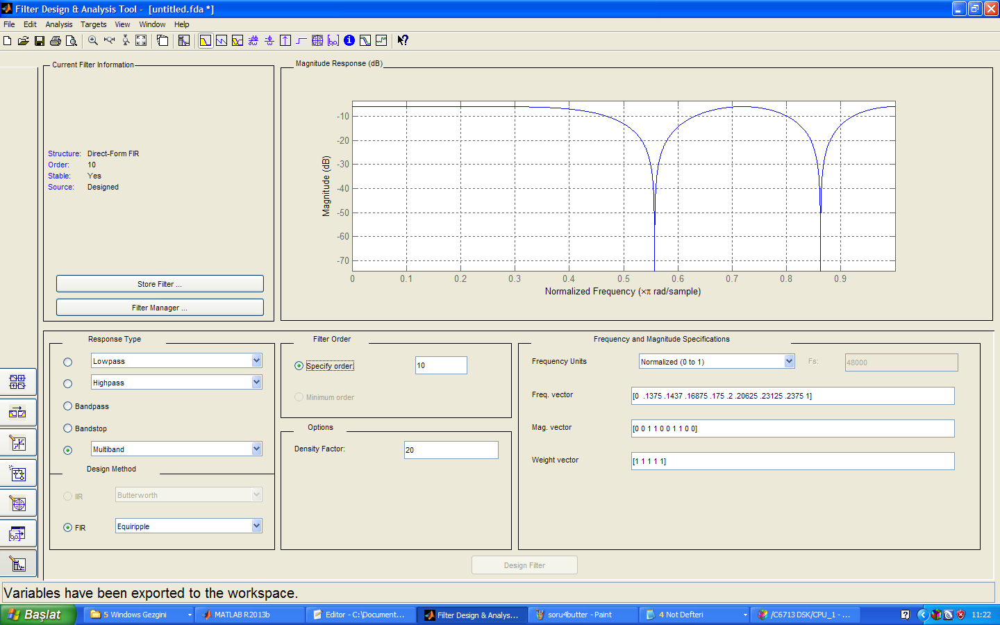 Filter Design & Analysis Tool - [untitled.fda *]
File Edit Analysis Targets View Window Help
Current Filter Information
Structure: Direct-Form FIR
Order: 10
Stable: Yes
Source: Designed
Store Filter ...
Filter Manager ...
Magnitude Response (dB)
Magnitude (dB)
-10
-20
-30
-40
-50
-60
-70
0 0.1 0.2 0.3 0.4 0.5 0.6 0.7 0.8 0.9
Normalized Frequency (×π rad/sample)
Response Type
Lowpass
Highpass
Bandpass
Bandstop
Multiband
Design Method
IIR Butterworth
FIR Equiripple
Filter Order
Specify order: 10
Minimum order
Options
Density Factor: 20
Frequency and Magnitude Specifications
Frequency Units Normalized (0 to 1) Fs: 48000
Freq. vector [0 .1375 .1437 .16875 .175 .2 .20625 .23125 .2375 1]
Mag. vector [0 0 1 1 0 0 1 1 0 0]
Weight vector [1 1 1 1 1]
Design Filter
Variables have been exported to the workspace.
Başlat 5 Windows Gezgini MATLAB R2013b Editor - C:\Document... Filter Design & Analys... soru4butter - Paint 4 Not Defteri /C6713 DSK/CPU_1 - ... 11:22